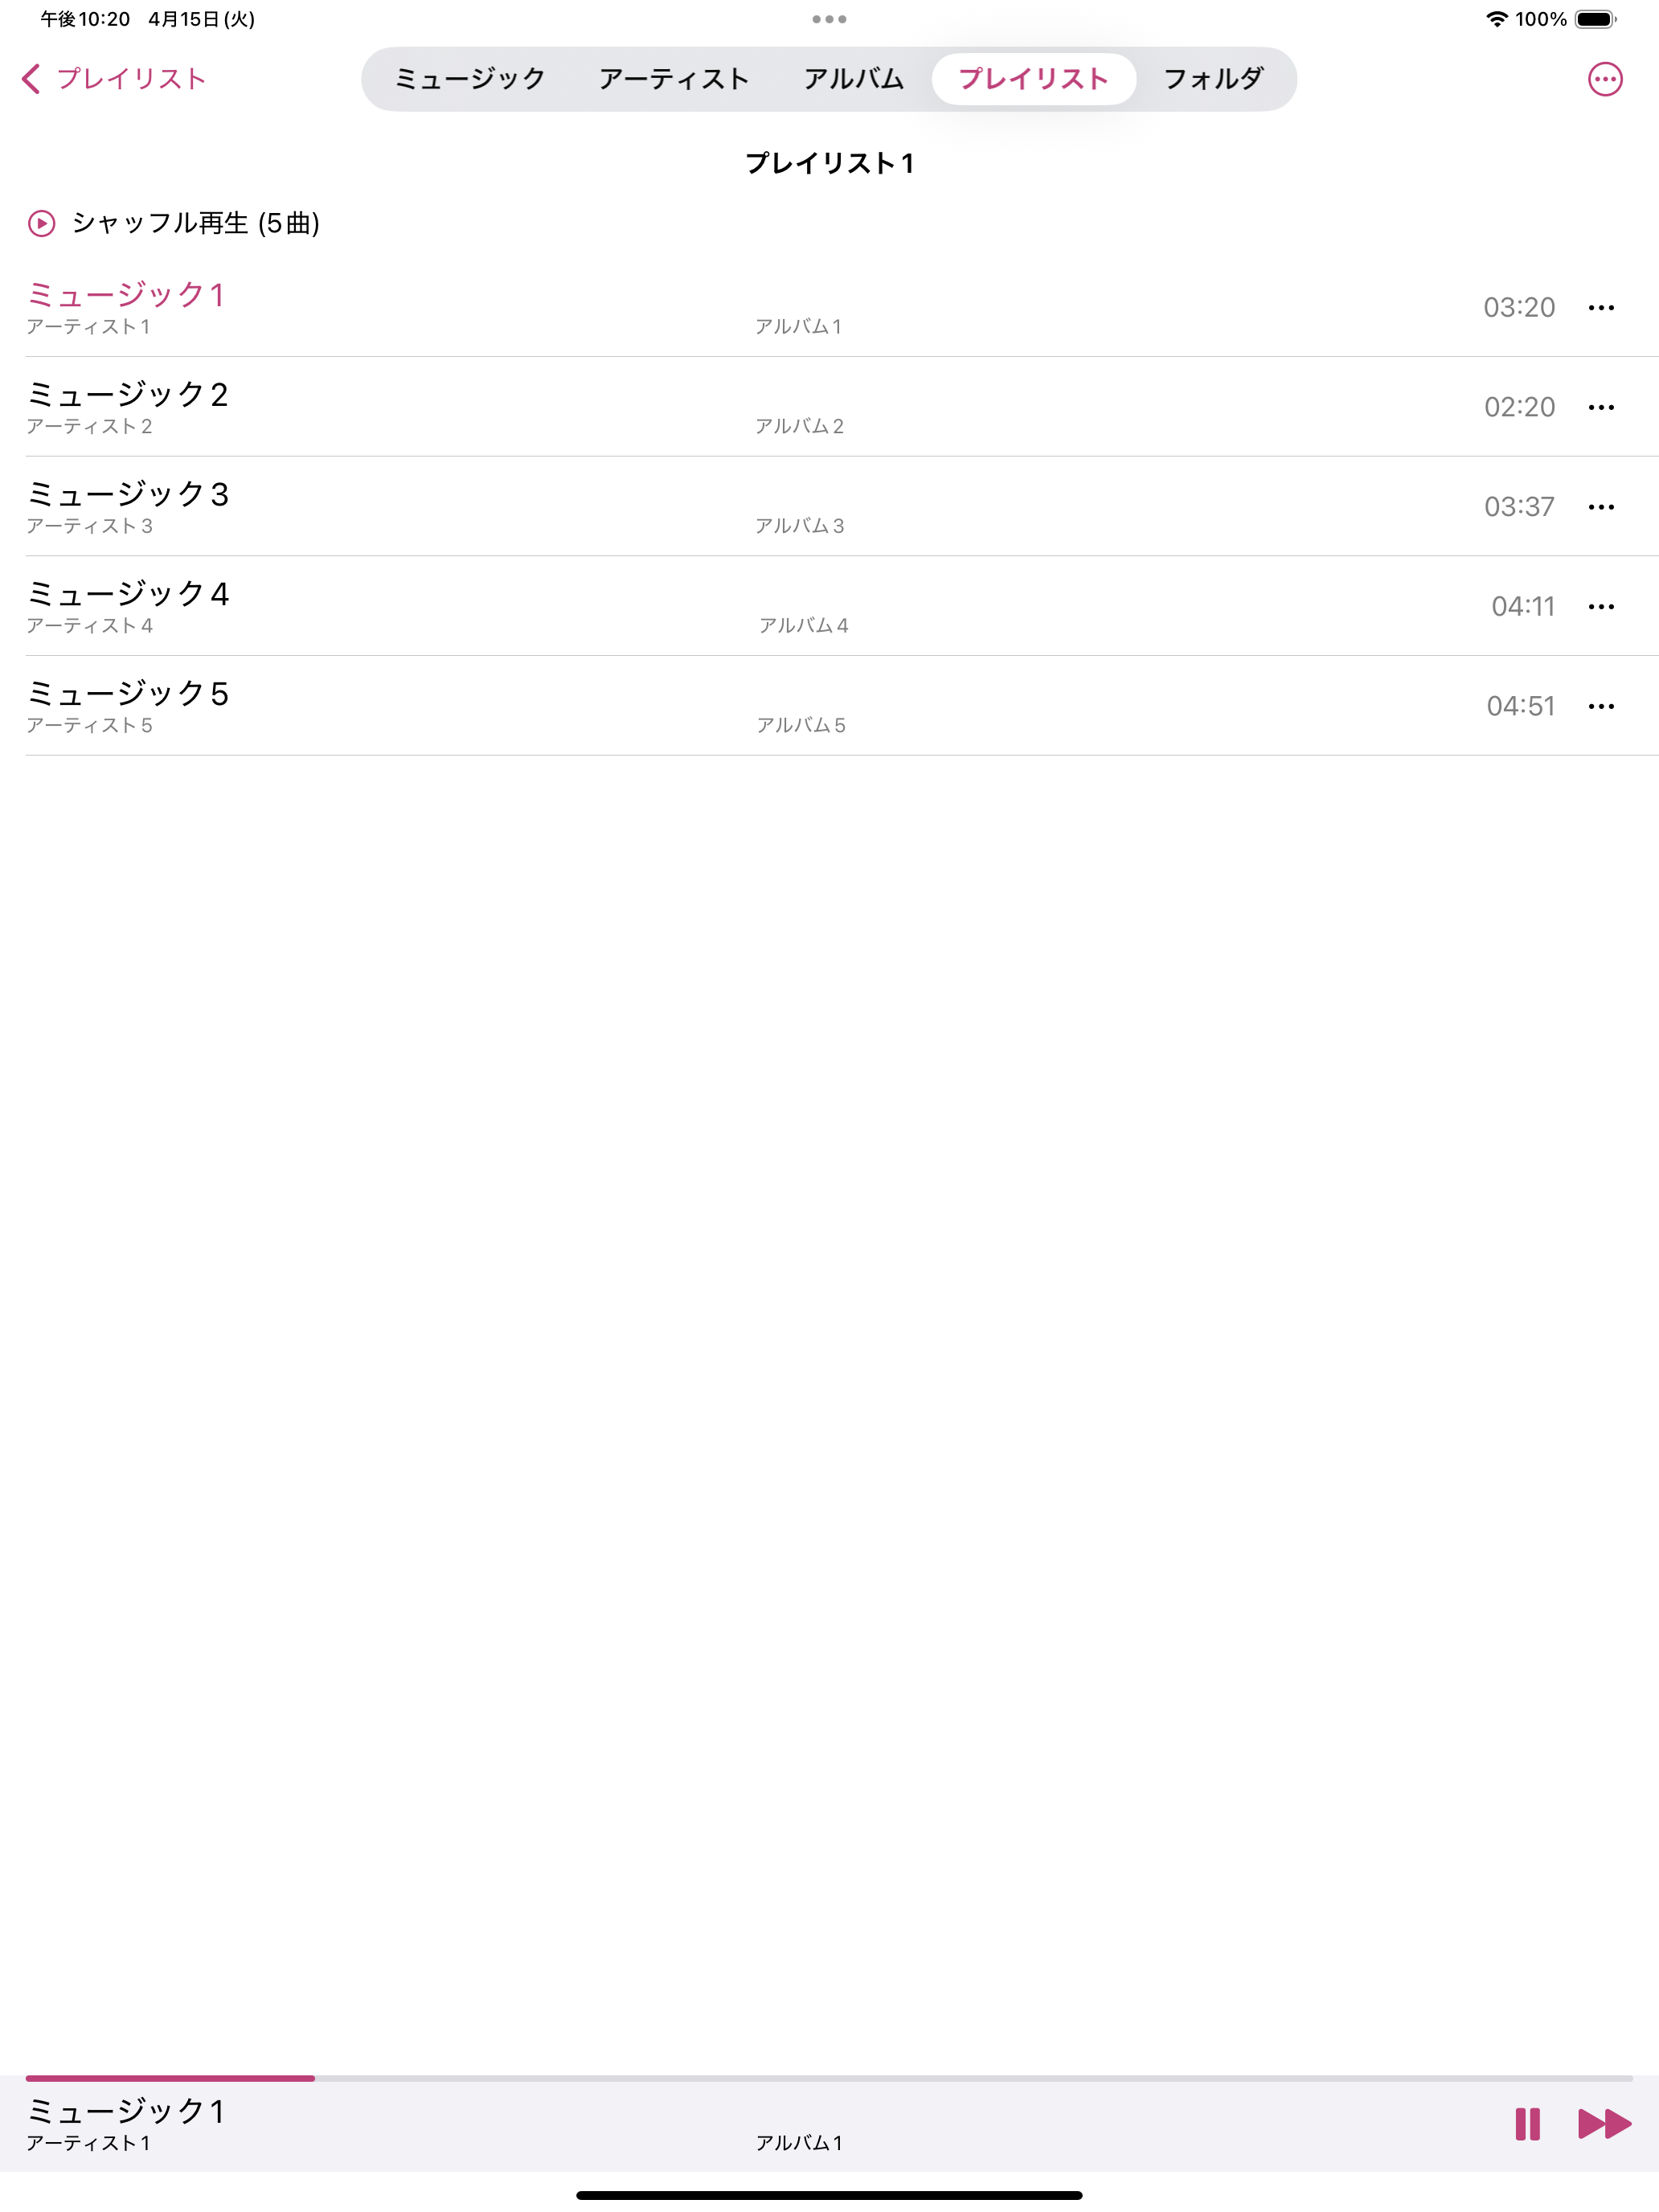 午後10:20 4月15日(火) 100%
プレイリスト ミュージック アーティスト アルバム プレイリスト フォルダ
プレイリスト1
シャッフル再生 (5曲)
ミュージック1
アーティスト1 アルバム1 03:20
ミュージック2
アーティスト2 アルバム2 02:20
ミュージック3
アーティスト3 アルバム3 03:37
ミュージック4
アーティスト4 アルバム4 04:11
ミュージック5
アーティスト5 アルバム5 04:51
ミュージック1
アーティスト1 アルバム1